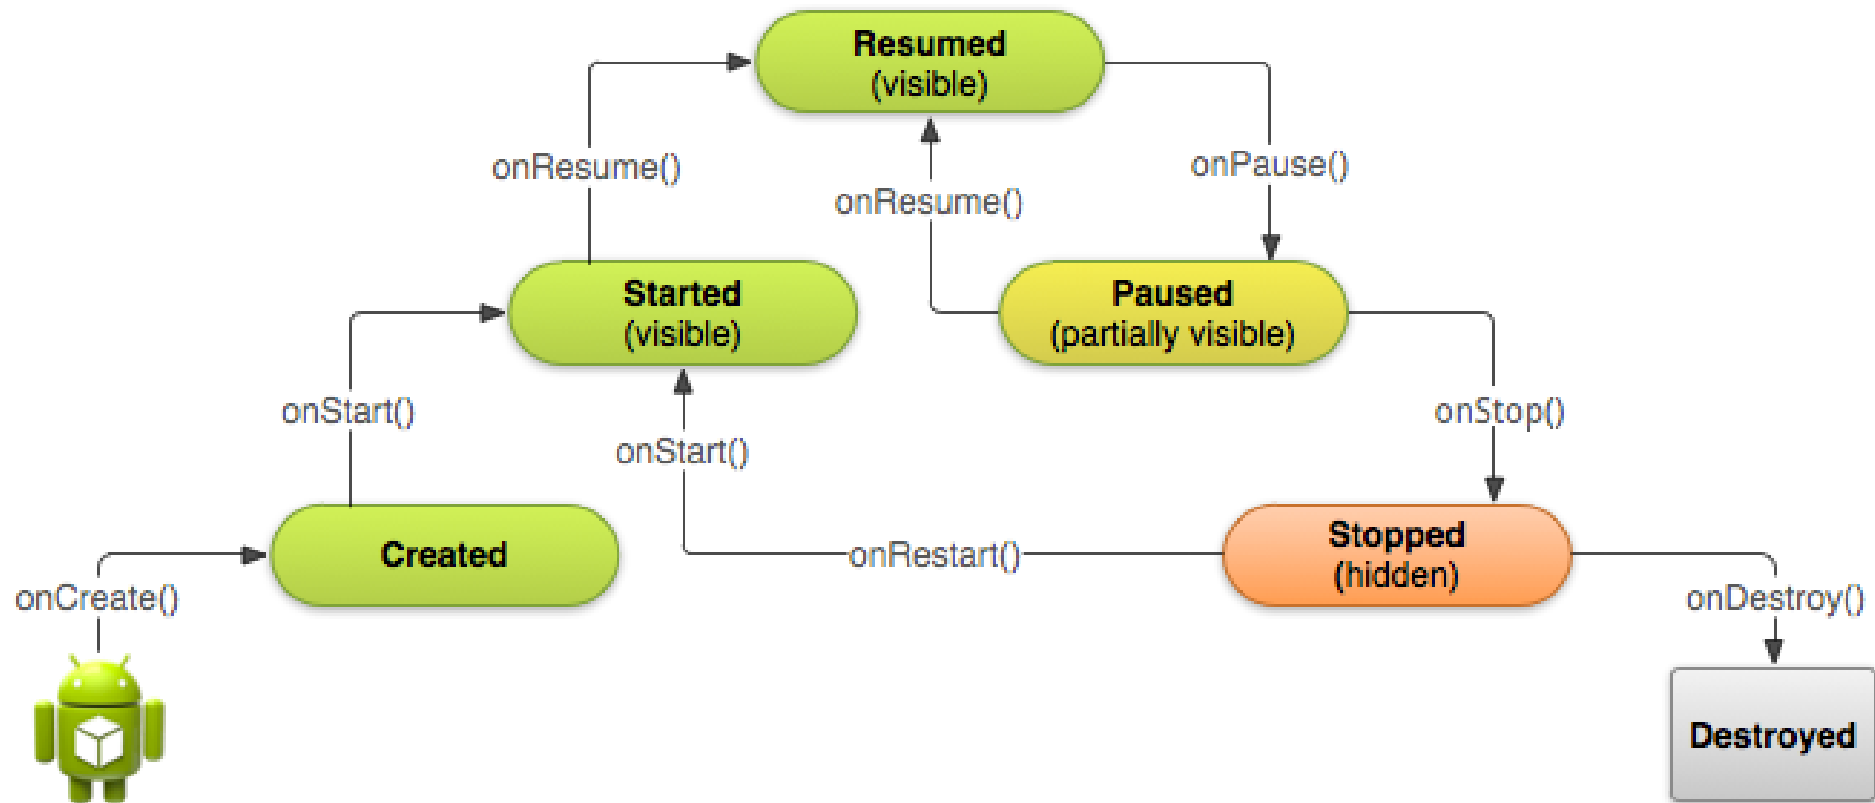 Resumed
(visible)
onResume()
onPause()
onResume()
Started
(visible)
Paused
(partially visible)
onStart()
onStop()
onStart()
Created
onRestart()
Stopped
(hidden)
onCreate()
onDestroy()
Destroyed